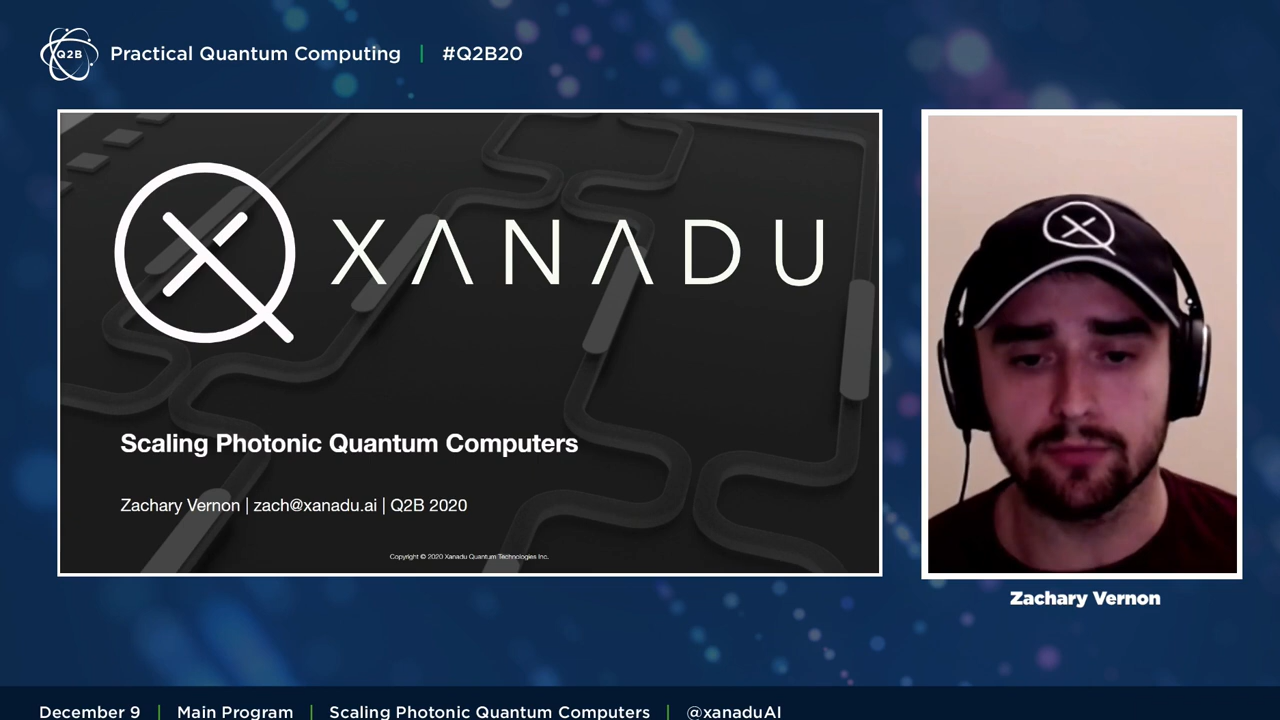 Q2B
Practical Quantum Computing | #Q2B20
XANADU
Scaling Photonic Quantum Computers
Zachary Vernon | zach@xanadu.ai | Q2B 2020
Copyright © 2020 Xanadu Quantum Technologies Inc.
Zachary Vernon
December 9 | Main Program | Scaling Photonic Quantum Computers | @xanaduAI